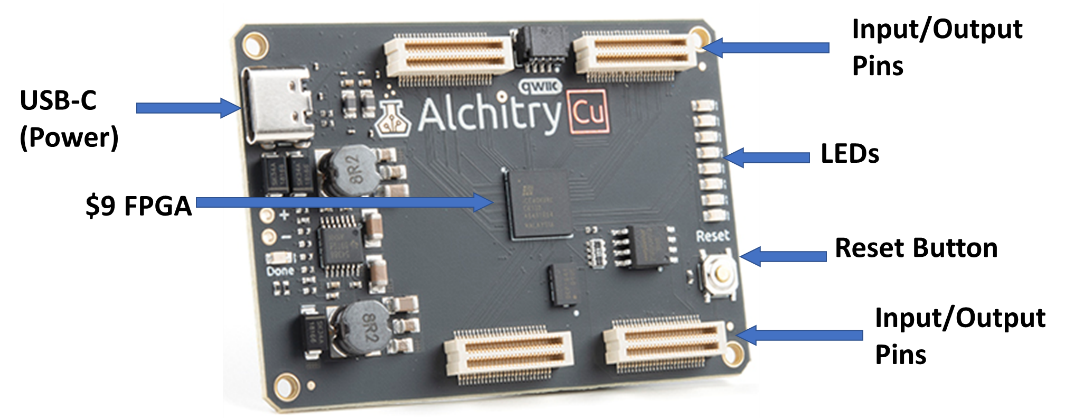 Input/Output
Pins
qwiic
Alchitry Cu
USB-C
(Power)
8R2
LEDs
$9 FPGA
+
-
Reset
Done
Reset Button
8R2
Input/Output
Pins